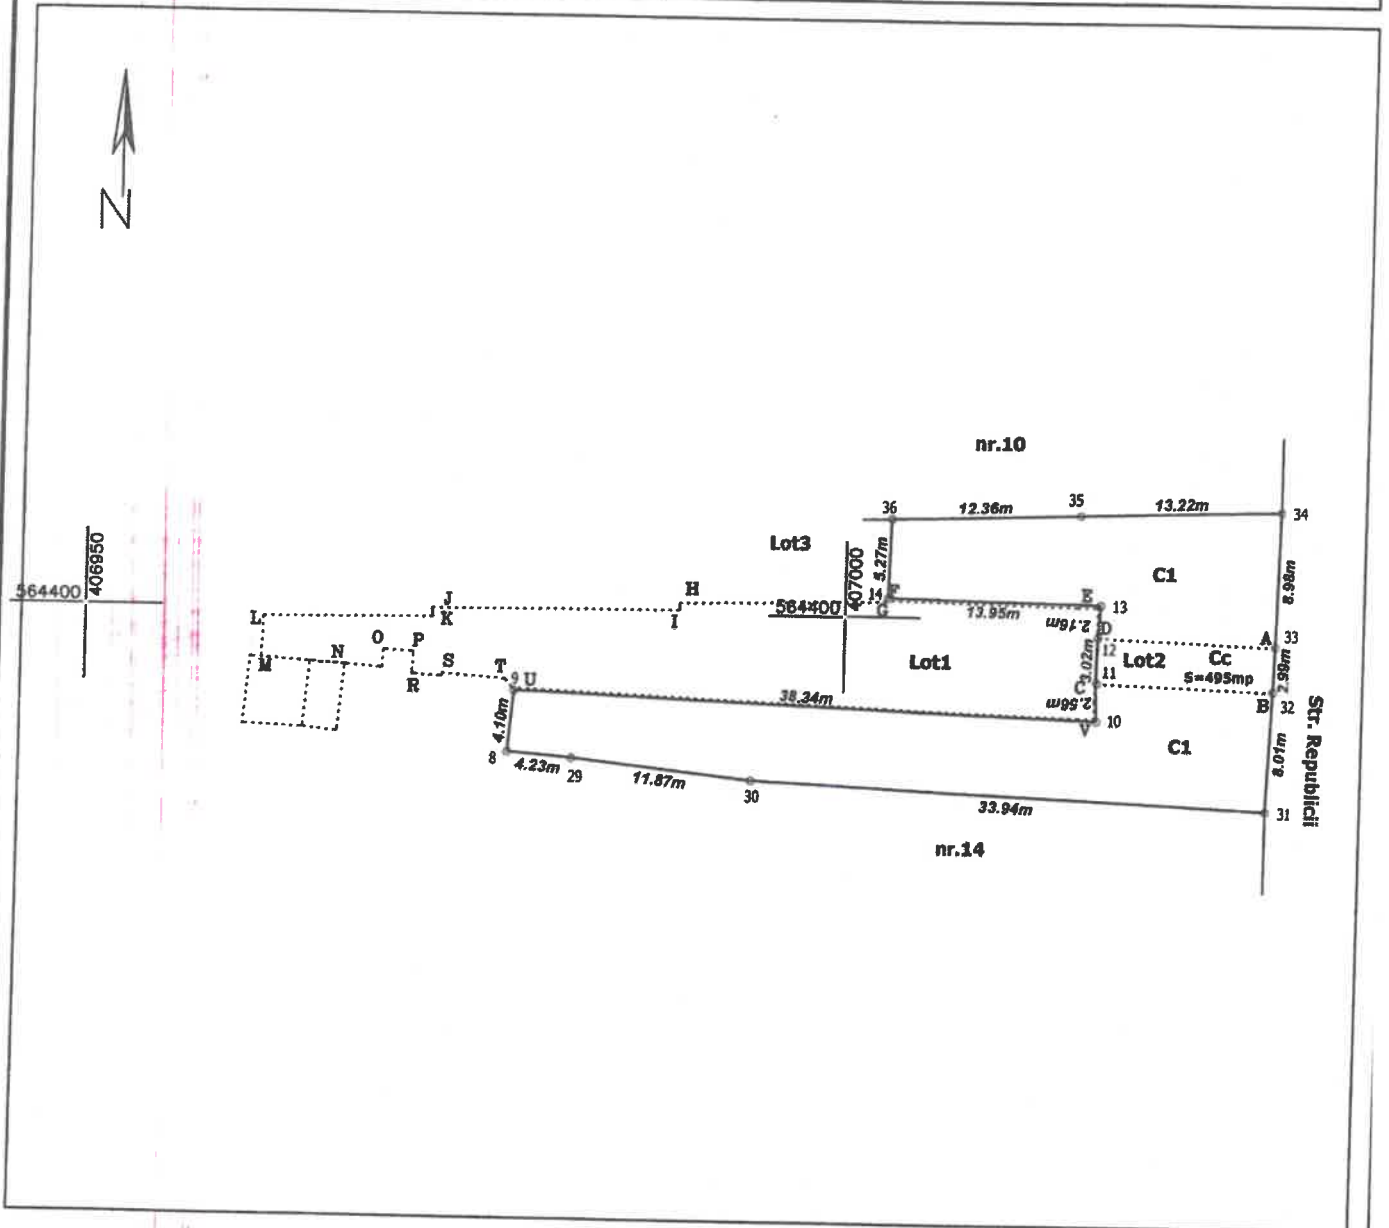 N
nr.10
36
12.36m
35
13.22m
34
Lot3
5.27m
C1
8.98m
564400
406950
564400
407000
14
F
G
13.95m
E
13
2.16m
D
12
A
33
H
I
J
K
L
M
N
O
P
R
S
T
9 U
Lot1
3.02m
Lot2
Cc
S=495mp
2.99m
11
C
B
32
38.34m
2.56m
V
10
4.10m
8
4.23m
29
11.87m
30
33.94m
C1
8.01m
31
Str. Republicii
nr.14